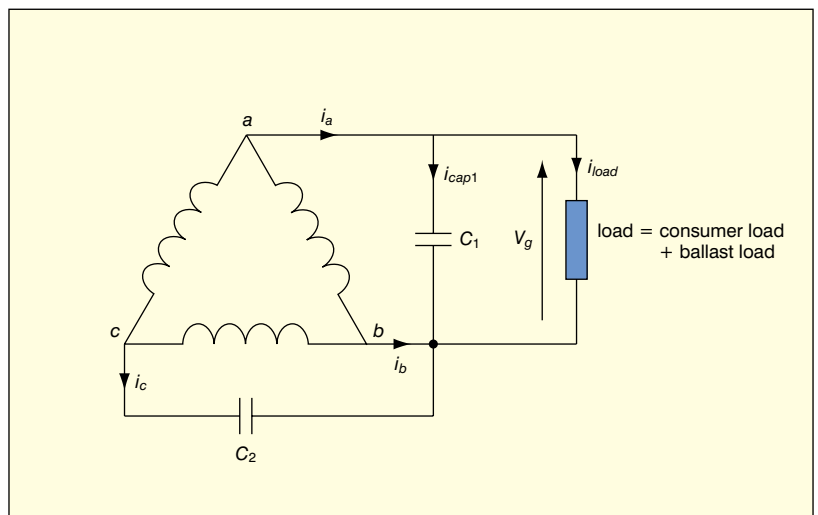 a
i_a
i_cap1
i_load
C_1
V_g
load = consumer load
+ ballast load
c
b
i_b
i_c
C_2